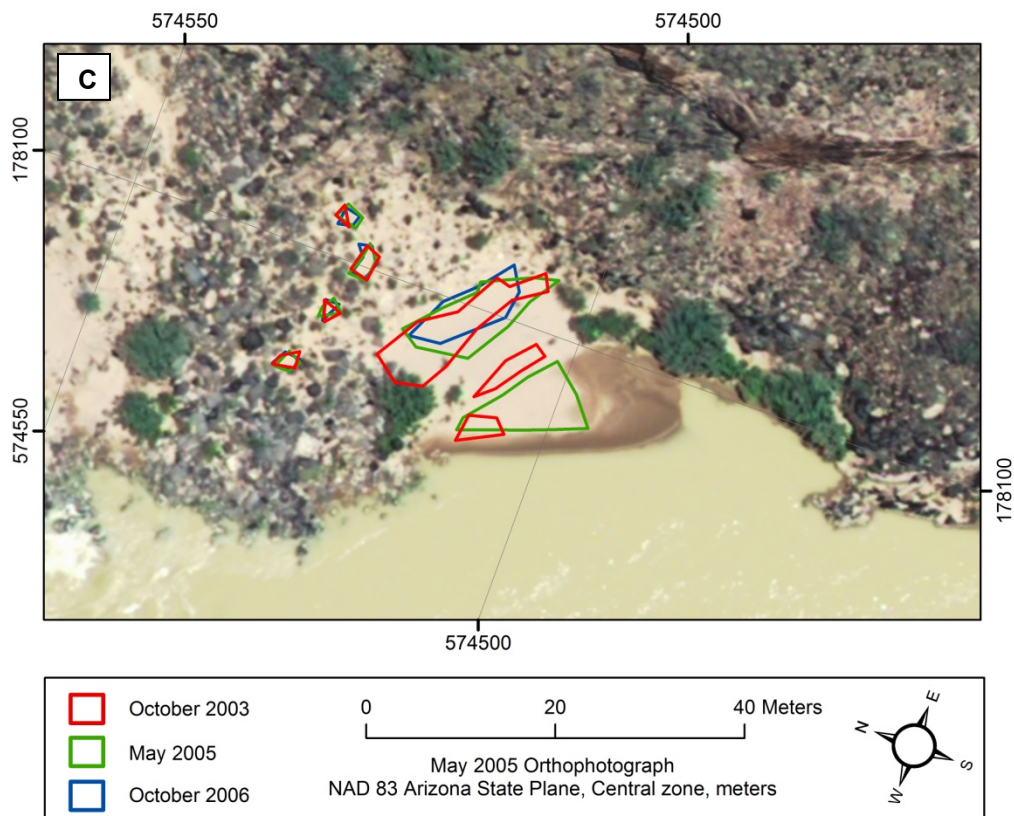 574550
574500
C
178100
574550
178100
574500
October 2003
May 2005
October 2006
0 20 40 Meters
May 2005 Orthophotograph
NAD 83 Arizona State Plane, Central zone, meters
E
N
S
W